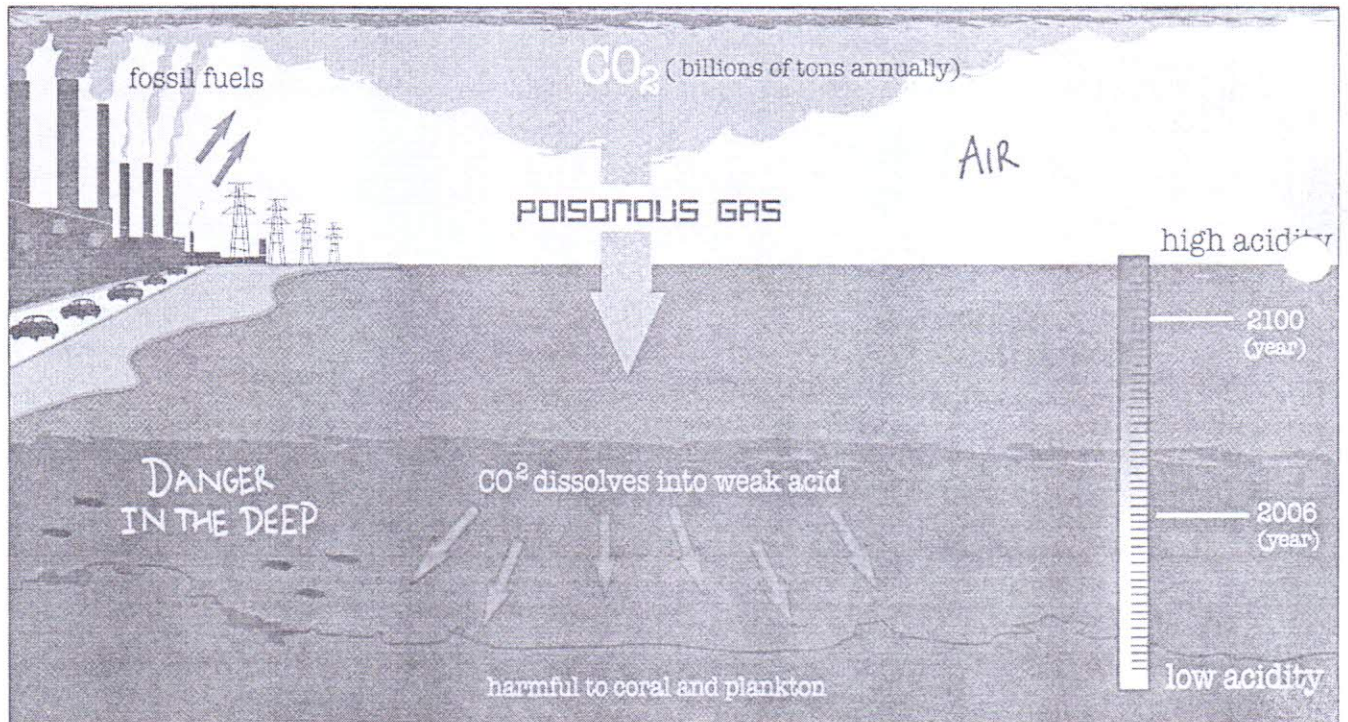 fossil fuels
CO₂ (billions of tons annually)
AIR
POISONOUS GAS
high acidity
2100
(year)
DANGER
IN THE DEEP
CO² dissolves into weak acid
2006
(year)
harmful to coral and plankton
low acidity